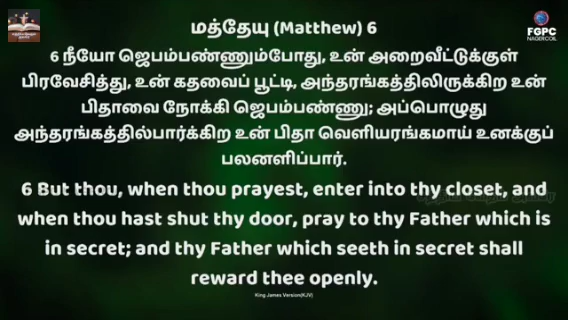 FGPC
NAGERCOIL
மத்தேயு (Matthew) 6
6 நீயோ ஜெபம்பண்ணும்போது, உன் அறைவீட்டுக்குள்
பிரவேசித்து, உன் கதவைப் பூட்டி, அந்தரங்கத்திலிருக்கிற உன்
பிதாவை நோக்கி ஜெபம்பண்ணு; அப்பொழுது
அந்தரங்கத்தில்பார்க்கிற உன் பிதா வெளியரங்கமாய் உனக்குப்
பலனளிப்பார்.
6 But thou, when thou prayest, enter into thy closet, and
when thou hast shut thy door, pray to thy Father which is
in secret; and thy Father which seeth in secret shall
reward thee openly.
King James Version(KJV)